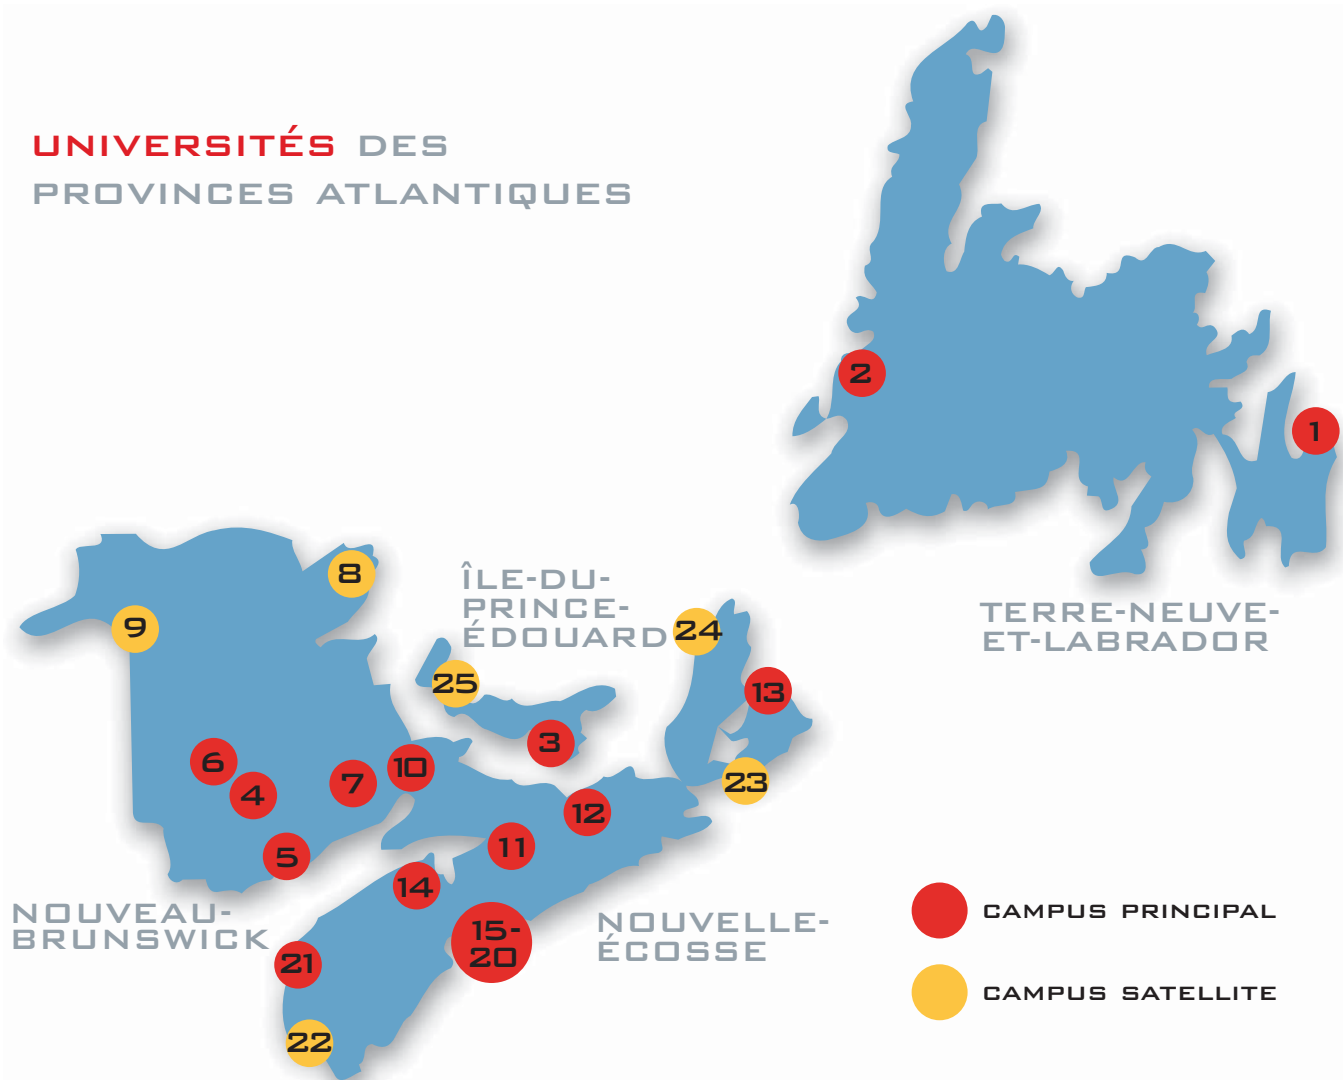 UNIVERSITÉS DES
PROVINCES ATLANTIQUES
2
1
8
ÎLE-DU-
PRINCE-
ÉDOUARD
TERRE-NEUVE-
ET-LABRADOR
9
24
25
13
3
6
10
7
4
23
12
11
5
14
NOUVEAU-
BRUNSWICK
NOUVELLE-
ÉCOSSE
15-
20
21
22
CAMPUS PRINCIPAL
CAMPUS SATELLITE